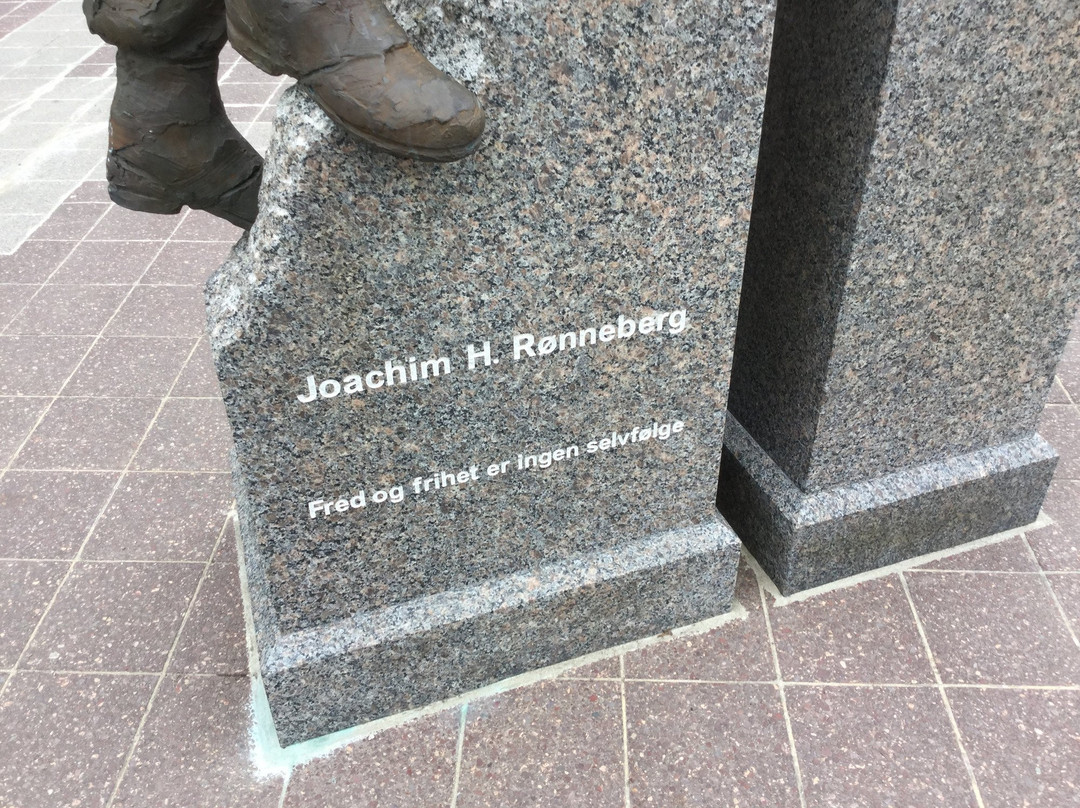 Joachim H. Rønneberg
Fred og frihet er ingen selvfølge